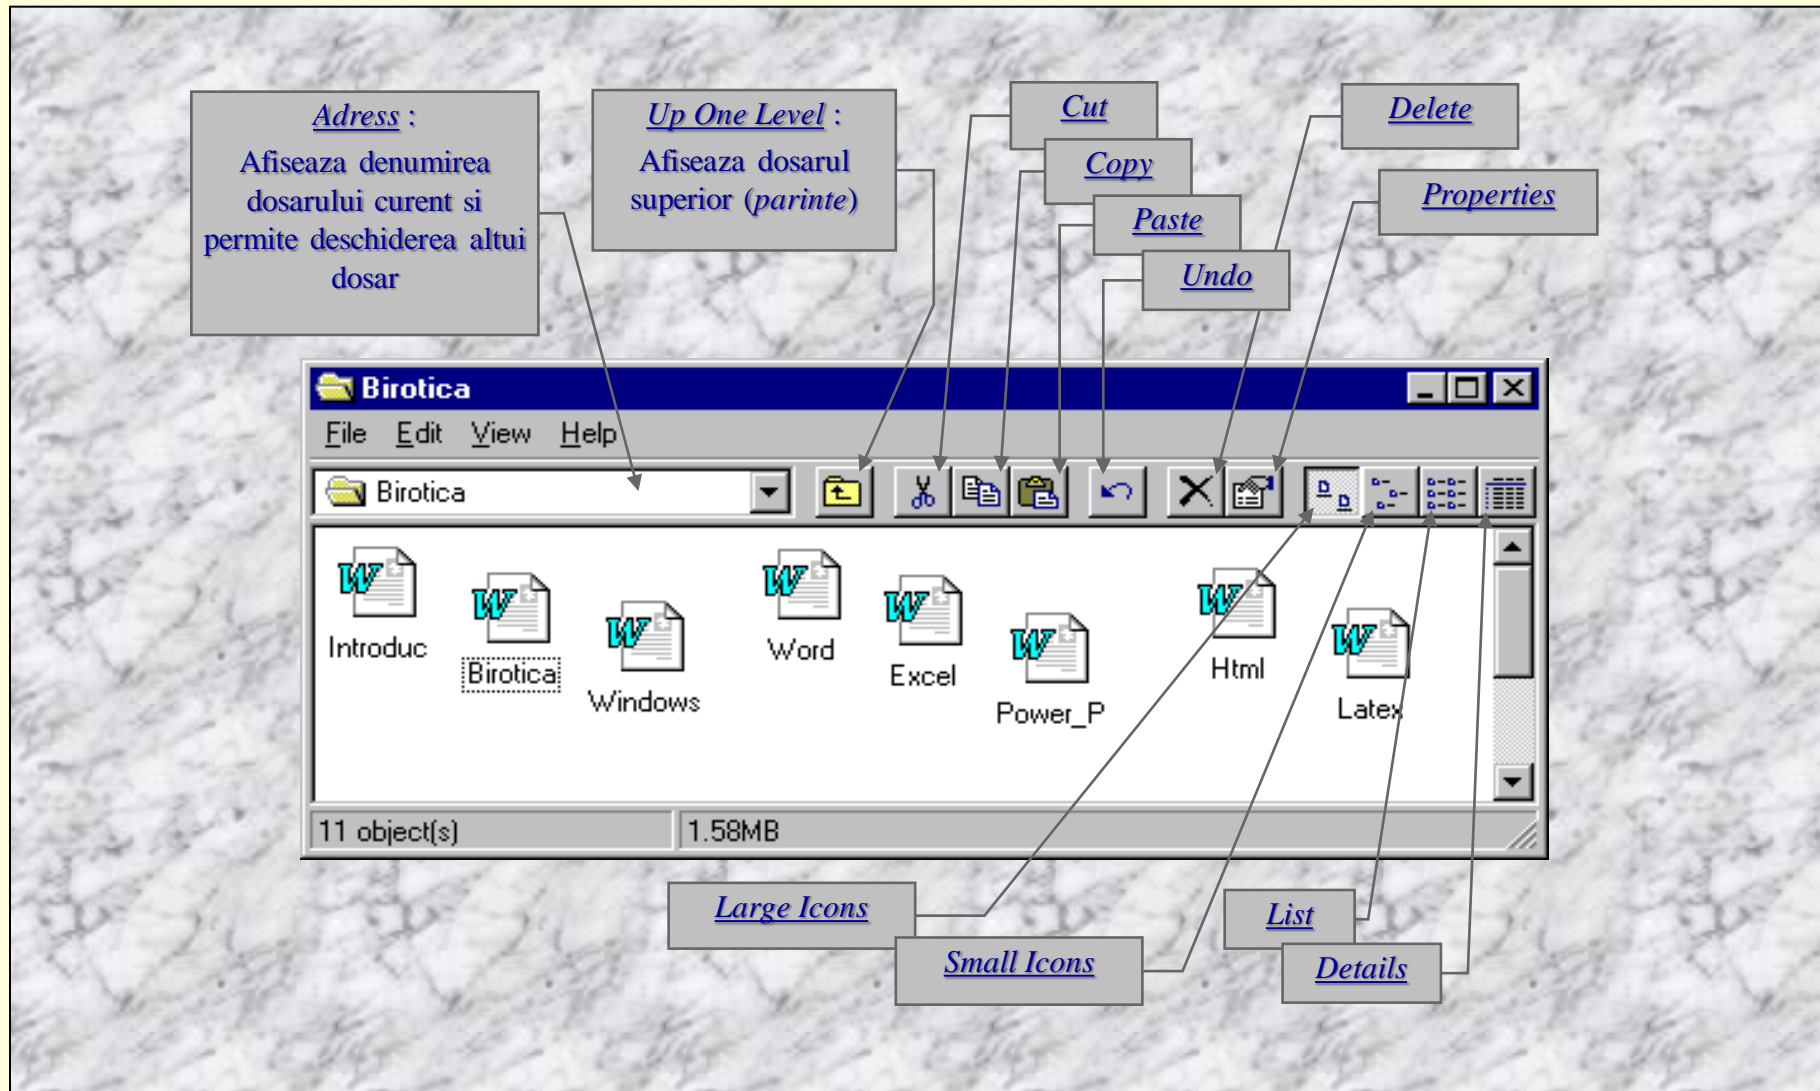 Adress :
Afiseaza denumirea
dosarului curent si
permite deschiderea altui
dosar
Up One Level :
Afiseaza dosarul
superior (parinte)
Cut
Copy
Paste
Undo
Delete
Properties
Birotica
File Edit View Help
Birotica
Introduc
Birotica
Windows
Word
Excel
Power_P
Html
Latex
11 object(s)
1.58MB
Large Icons
Small Icons
List
Details